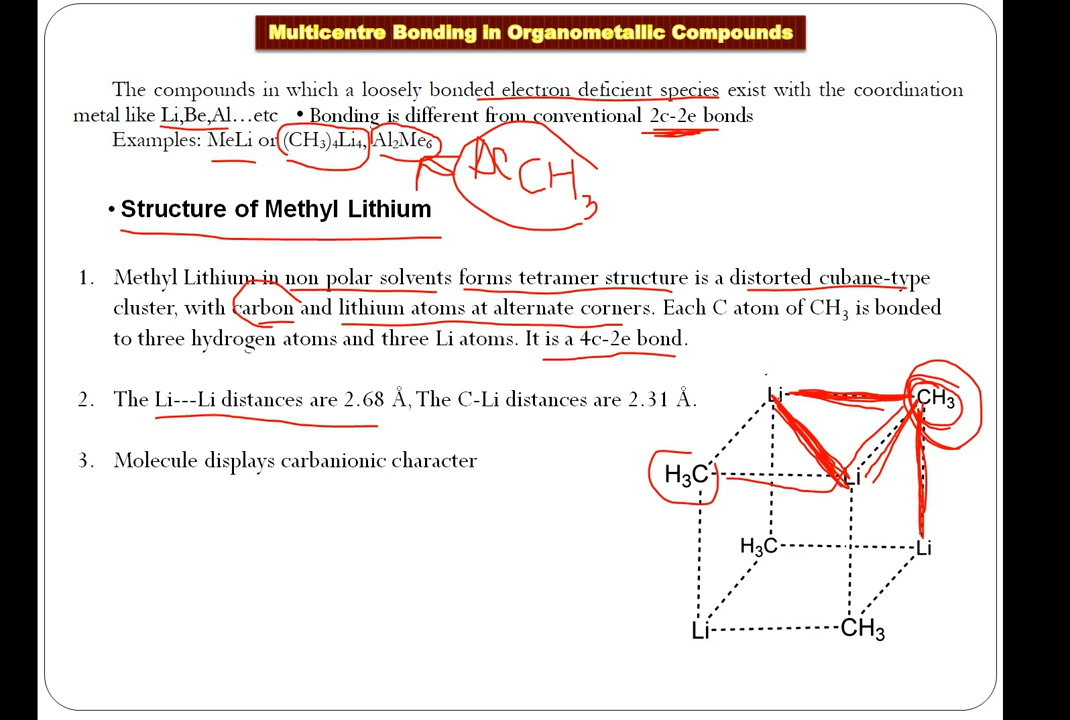 Multicentre Bonding in Organometallic Compounds
The compounds in which a loosely bonded electron deficient species exist with the coordination
metal like Li,Be,Al…etc • Bonding is different from conventional 2c-2e bonds
Examples: MeLi or (CH₃)₄Li₄, Al₂Me₆
CH₃
• Structure of Methyl Lithium
1. Methyl Lithium in non polar solvents forms tetramer structure is a distorted cubane-type
cluster, with carbon and lithium atoms at alternate corners. Each C atom of CH₃ is bonded
to three hydrogen atoms and three Li atoms. It is a 4c-2e bond.
2. The Li---Li distances are 2.68 Å, The C-Li distances are 2.31 Å.
3. Molecule displays carbanionic character
Li CH₃
H₃C Li
H₃C Li
Li CH₃